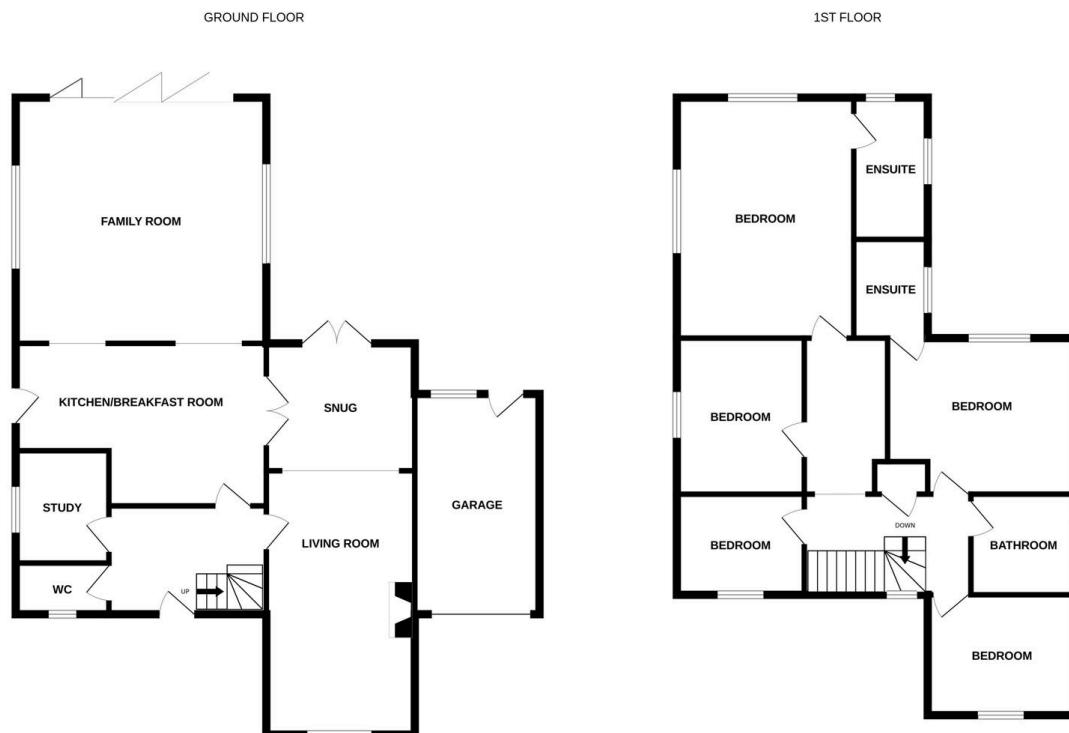 GROUND FLOOR
FAMILY ROOM
KITCHEN/BREAKFAST ROOM
SNUG
STUDY
GARAGE
LIVING ROOM
WC
UP
1ST FLOOR
ENSUITE
BEDROOM
ENSUITE
BEDROOM
BEDROOM
DOWN
BEDROOM
BATHROOM
BEDROOM